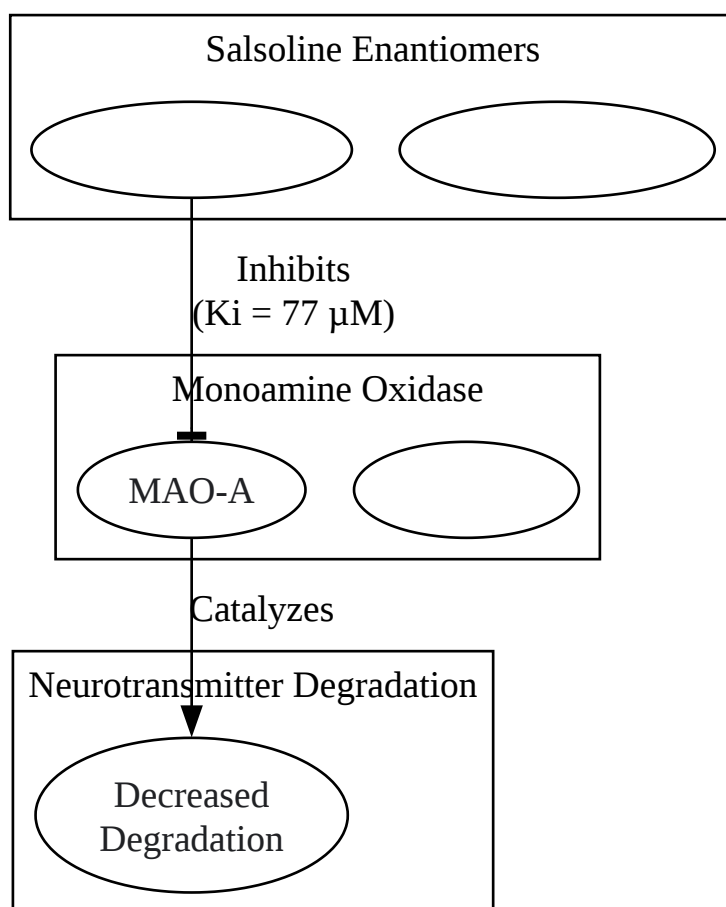 Salsoline Enantiomers
Inhibits
(Ki = 77 µM)
Monoamine Oxidase
MAO-A
Catalyzes
Neurotransmitter Degradation
Decreased
Degradation